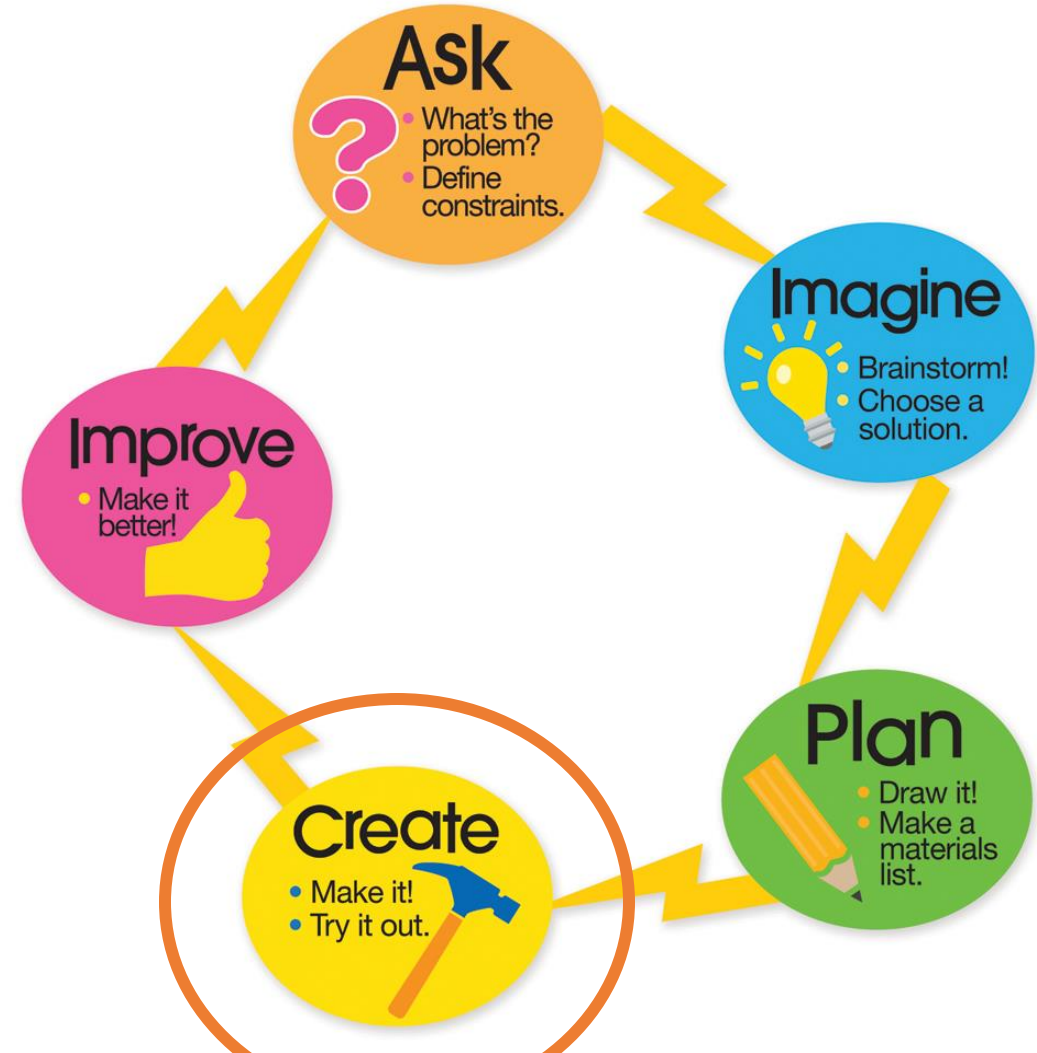 Ask
• What's the
problem?
• Define
constraints.
Imagine
• Brainstorm!
• Choose a
solution.
Plan
• Draw it!
• Make a
materials
list.
Create
• Make it!
• Try it out.
Improve
• Make it
better!